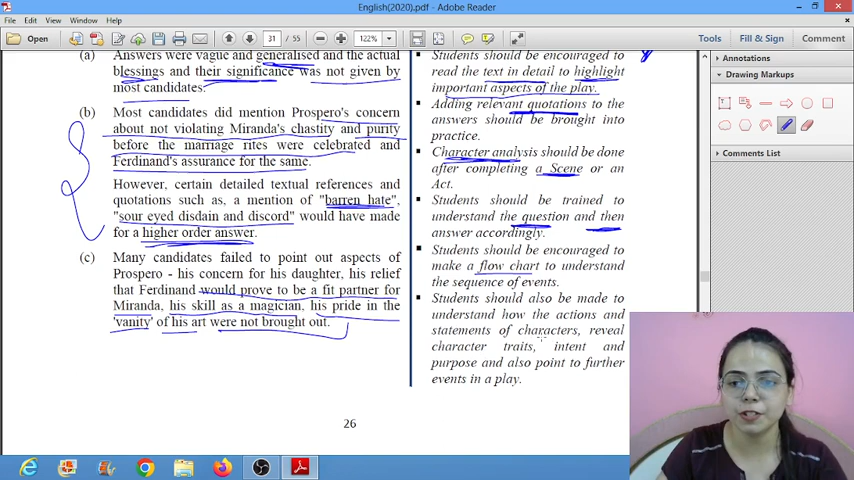 English(2020).pdf - Adobe Reader
File Edit View Window Help
Open
31 / 55
122%
Tools
Fill & Sign
Comment
Annotations
Drawing Markups
T
Comments List
(a) Answers were vague and generalised and the actual
blessings and their significance was not given by
most candidates.
(b) Most candidates did mention Prospero's concern
about not violating Miranda's chastity and purity
before the marriage rites were celebrated and
Ferdinand's assurance for the same.
However, certain detailed textual references and
quotations such as, a mention of "barren hate",
"sour eyed disdain and discord" would have made
for a higher order answer.
(c) Many candidates failed to point out aspects of
Prospero - his concern for his daughter, his relief
that Ferdinand would prove to be a fit partner for
Miranda, his skill as a magician, his pride in the
'vanity' of his art were not brought out.
▪ Students should be encouraged to
read the text in detail to highlight
important aspects of the play.
▪ Adding relevant quotations to the
answers should be brought into
practice.
▪ Character analysis should be done
after completing a Scene or an
Act.
▪ Students should be trained to
understand the question and then
answer accordingly.
▪ Students should be encouraged to
make a flow chart to understand
the sequence of events.
▪ Students should also be made to
understand how the actions and
statements of characters, reveal
character traits, intent and
purpose and also point to further
events in a play.
26